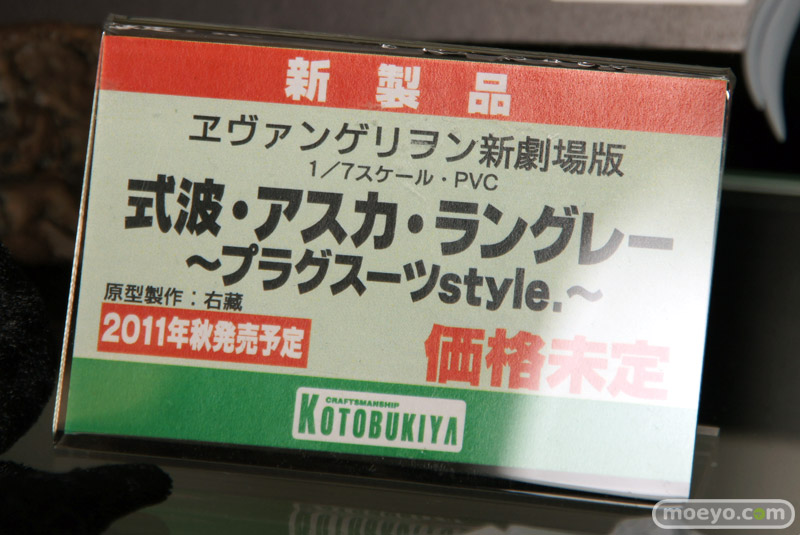 新製品
ヱヴァンゲリヲン新劇場版
1/7スケール・PVC
式波・アスカ・ラングレー
～プラグスーツstyle.～
原型製作：右藏
2011年秋発売予定
価格未定
CRAFTSMANSHIP
KOTOBUKIYA
moeyo.com